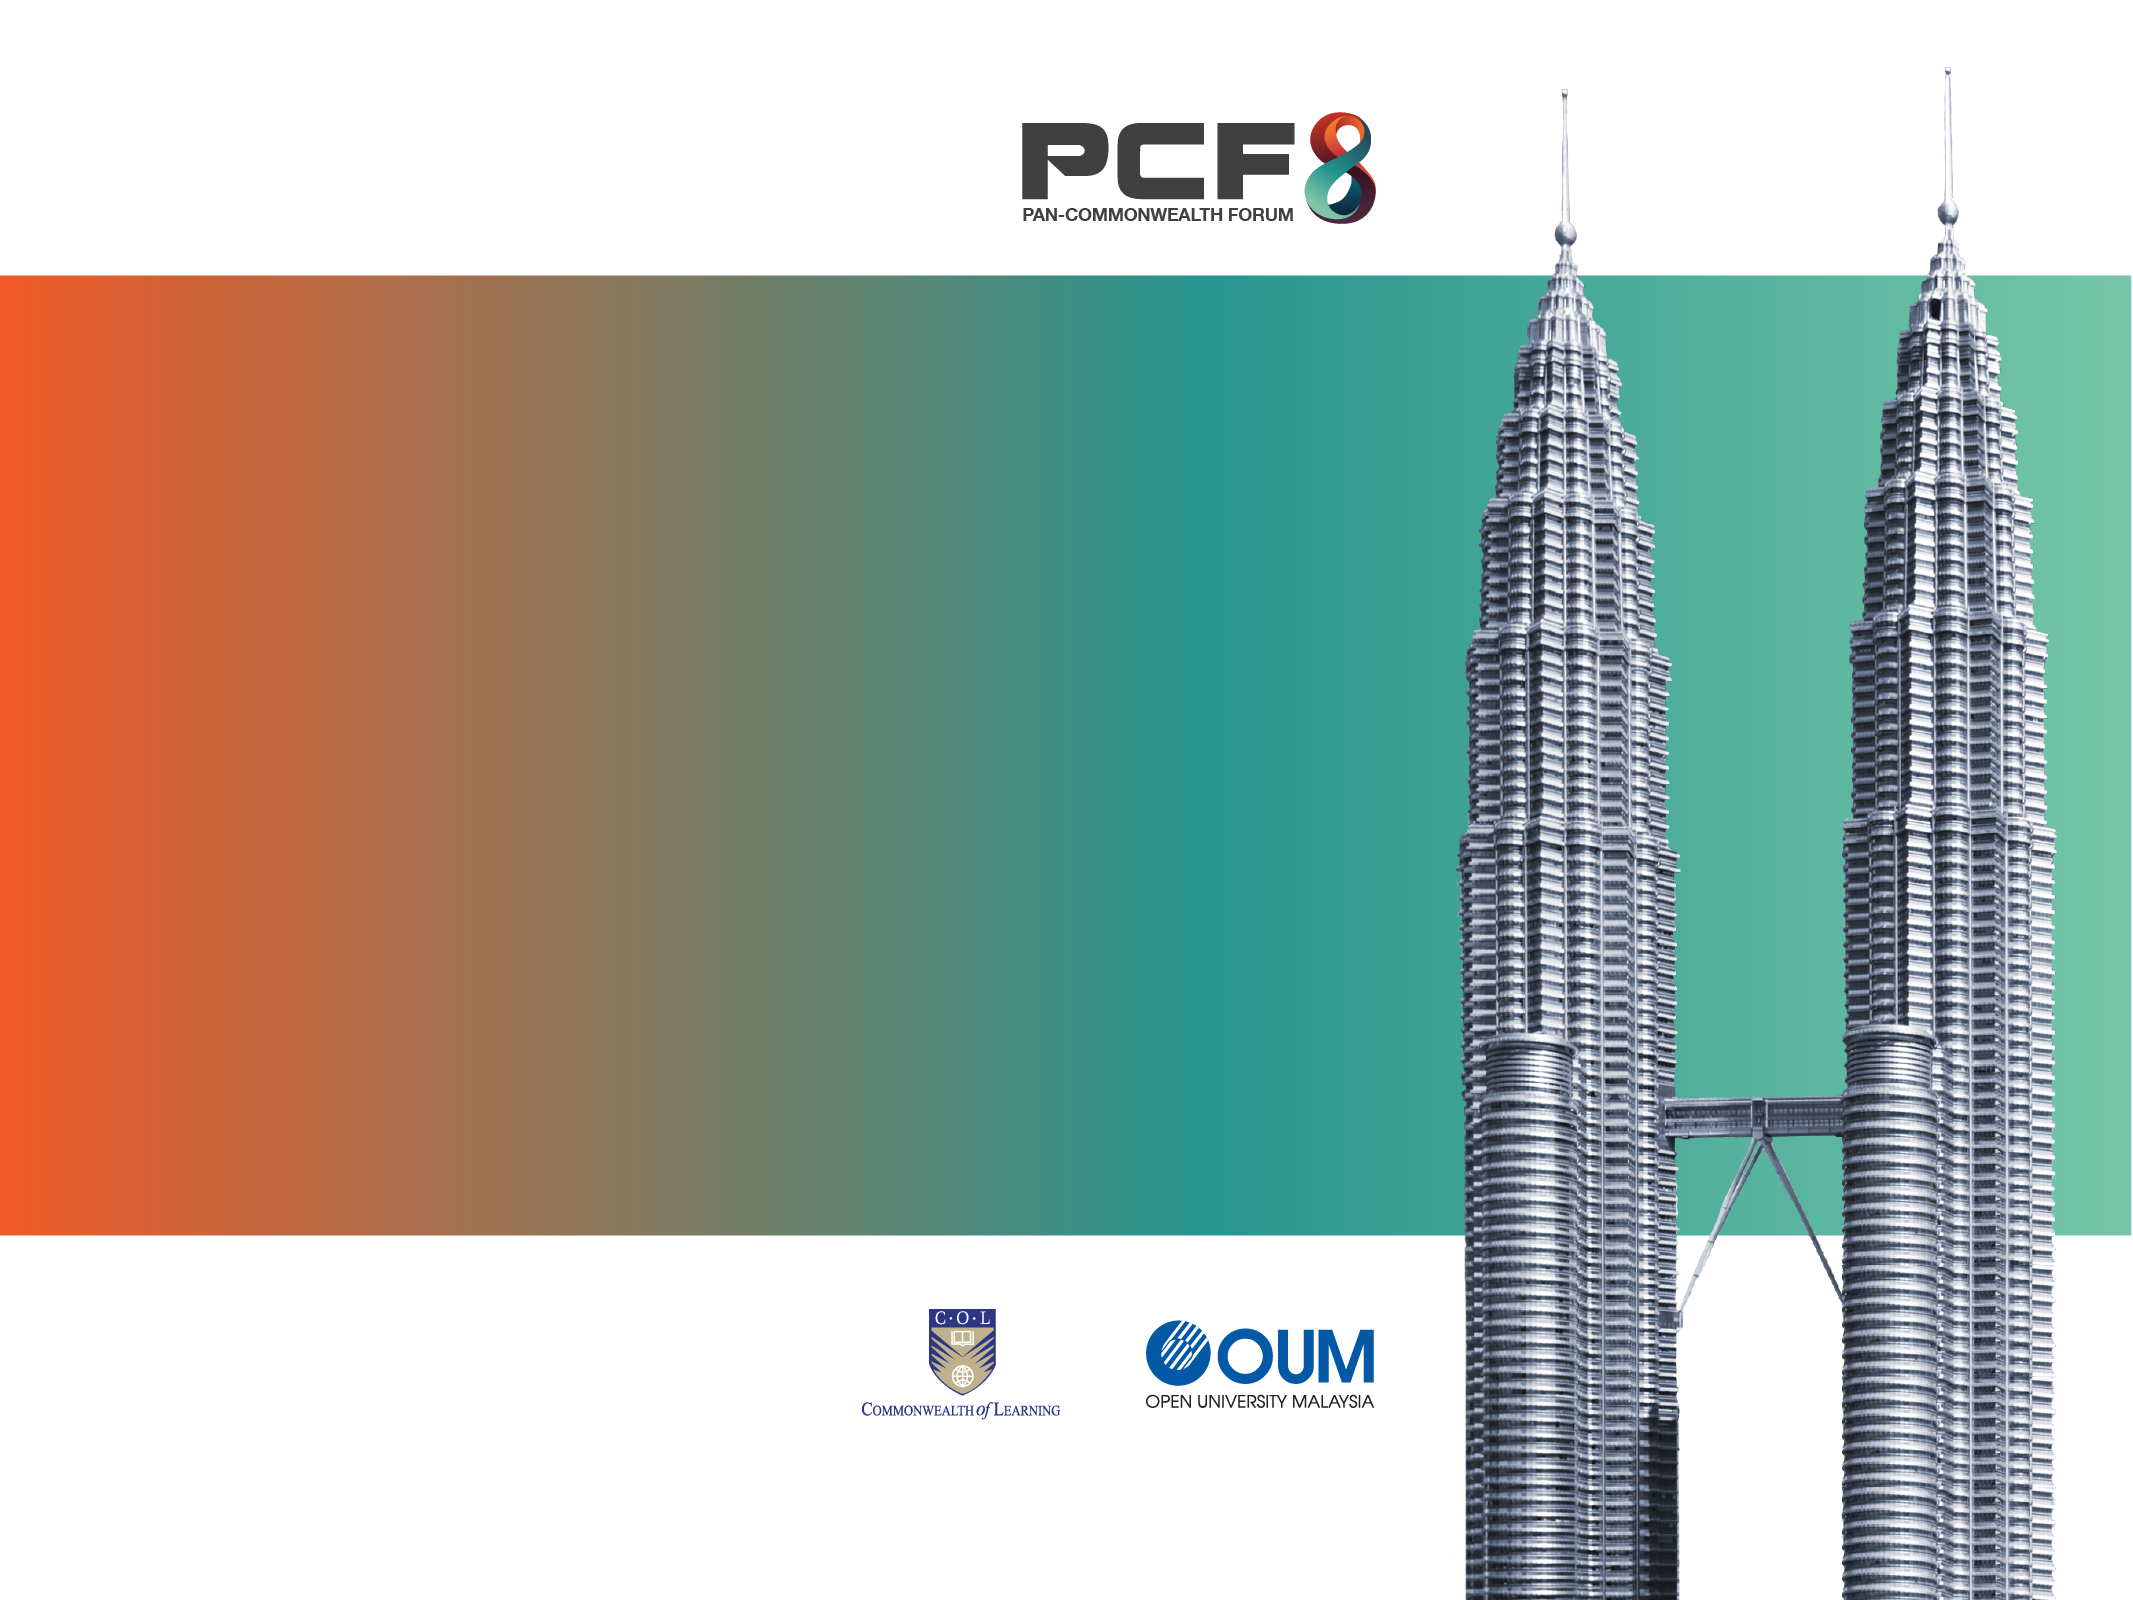 PCF8
PAN-COMMONWEALTH FORUM
C·O·L
COMMONWEALTH of LEARNING
OUM
OPEN UNIVERSITY MALAYSIA